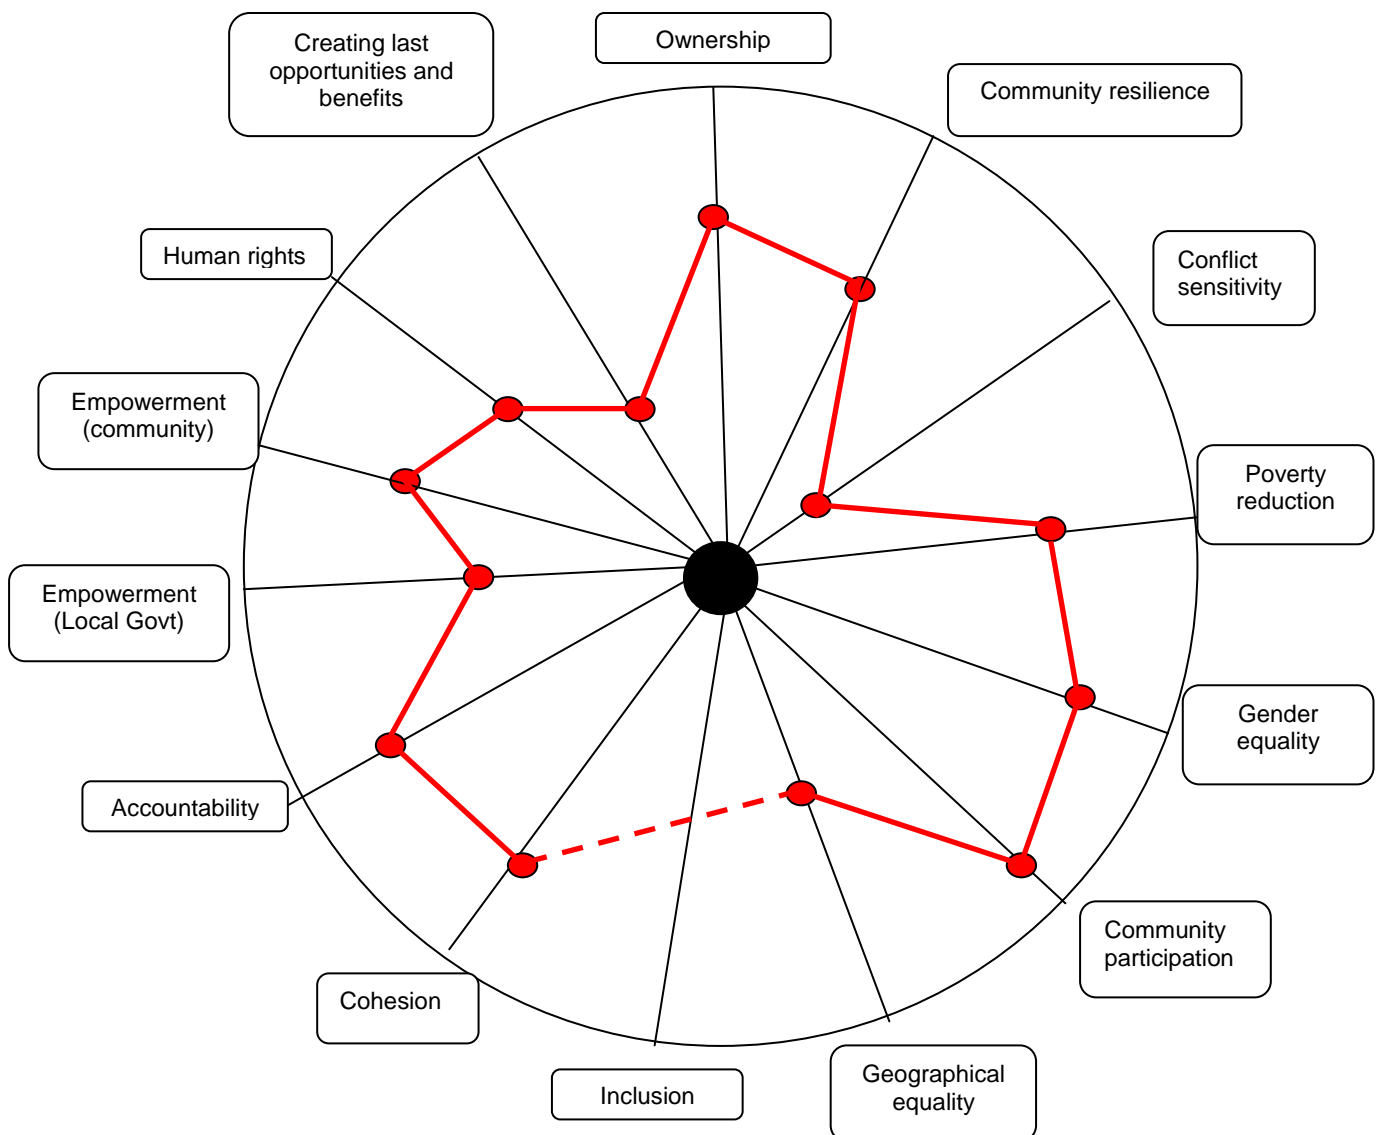 Creating last
opportunities and
benefits
Ownership
Community resilience
Human rights
Conflict
sensitivity
Empowerment
(community)
Poverty
reduction
Empowerment
(Local Govt)
Gender
equality
Accountability
Community
participation
Cohesion
Inclusion
Geographical
equality